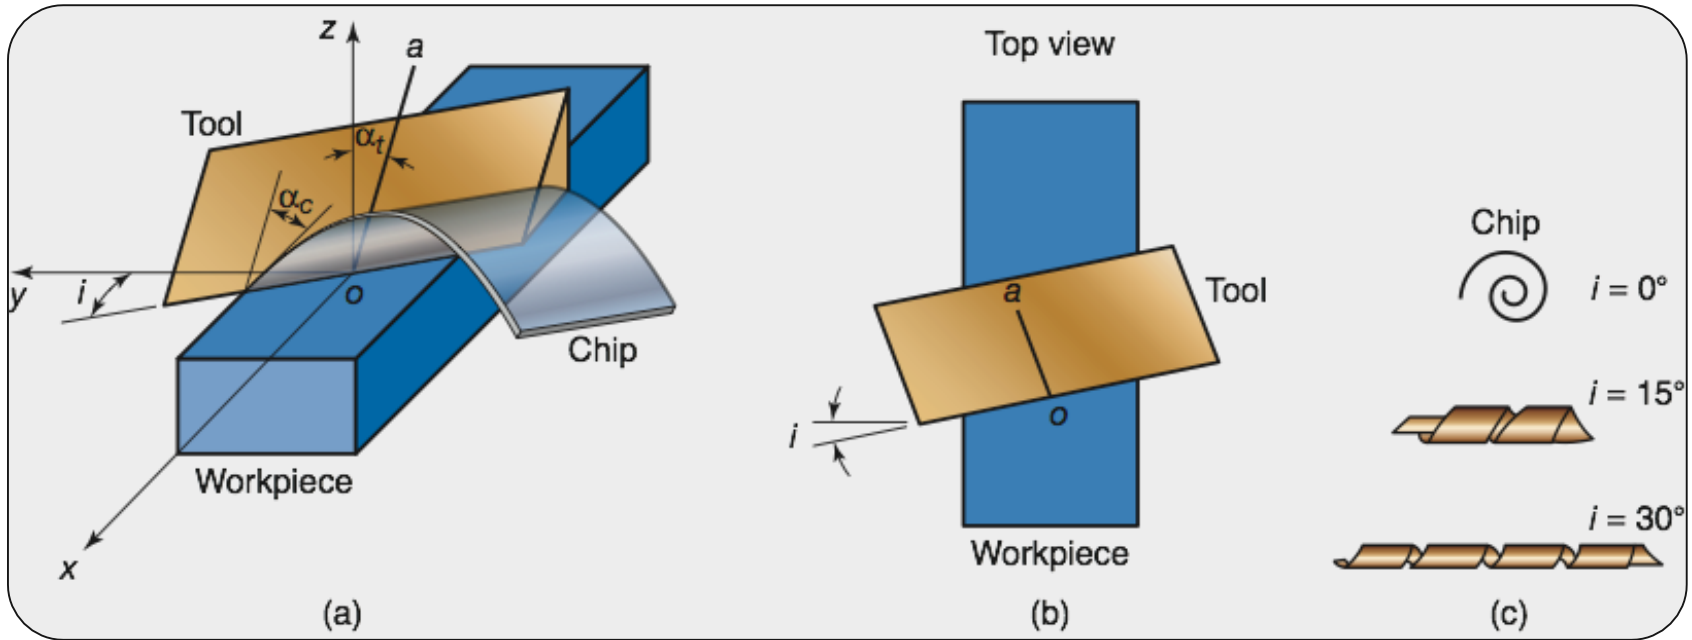 z
a
Tool
αt
αc
y
i
o
Chip
Workpiece
x
(a)
Top view
a
Tool
o
i
Workpiece
(b)
Chip
i = 0°
i = 15°
i = 30°
(c)